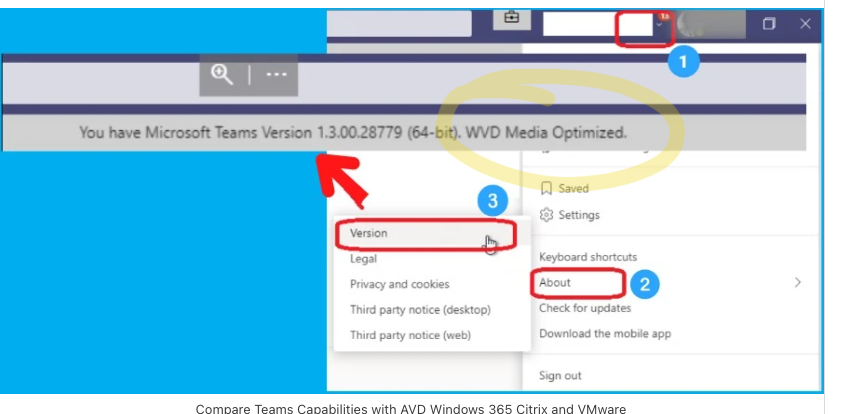 1
You have Microsoft Teams Version 1.3.00.28779 (64-bit). WVD Media Optimized.
Saved
3
Settings
Version
Legal
Keyboard shortcuts
Privacy and cookies
About
2
Third party notice (desktop)
Check for updates
Third party notice (web)
Download the mobile app
Sign out
Compare Teams Capabilities with AVD Windows 365 Citrix and VMware